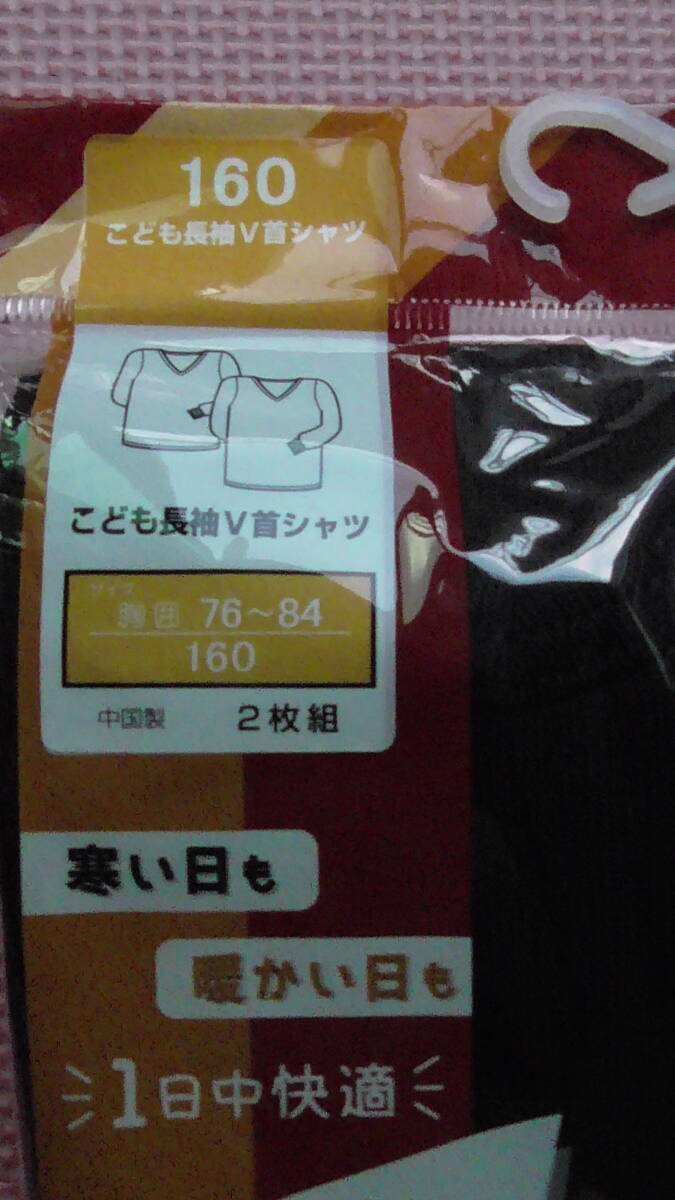 160
こども長袖V首シャツ
こども長袖V首シャツ
サイズ
胸囲 76～84
160
中国製 2枚組
寒い日も
暖かい日も
1日中快適